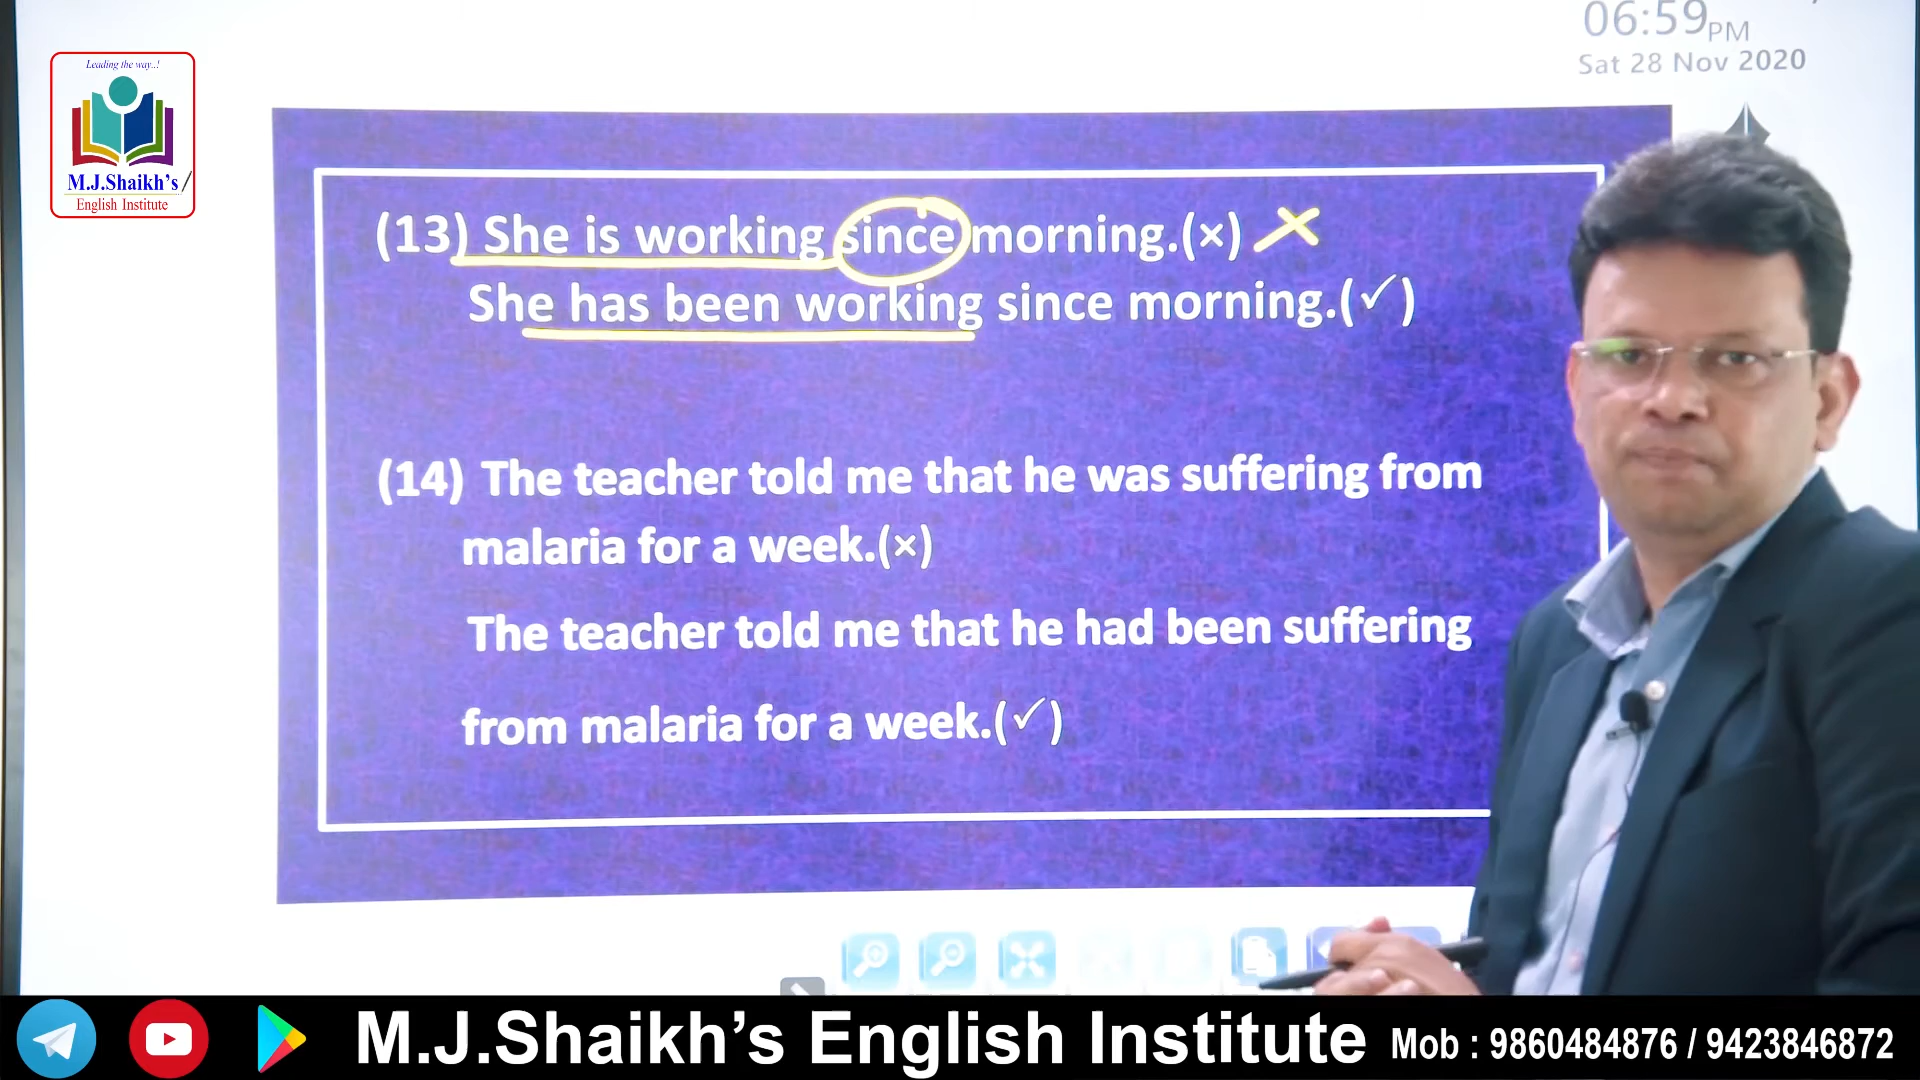 06:59PM
Sat 28 Nov 2020
Leading the way..!
M.J.Shaikh's
English Institute
(13) She is working since morning.(×)
She has been working since morning.(✓)
(14) The teacher told me that he was suffering from
malaria for a week.(×)
The teacher told me that he had been suffering
from malaria for a week.(✓)
M.J.Shaikh's English Institute Mob : 9860484876 / 9423846872